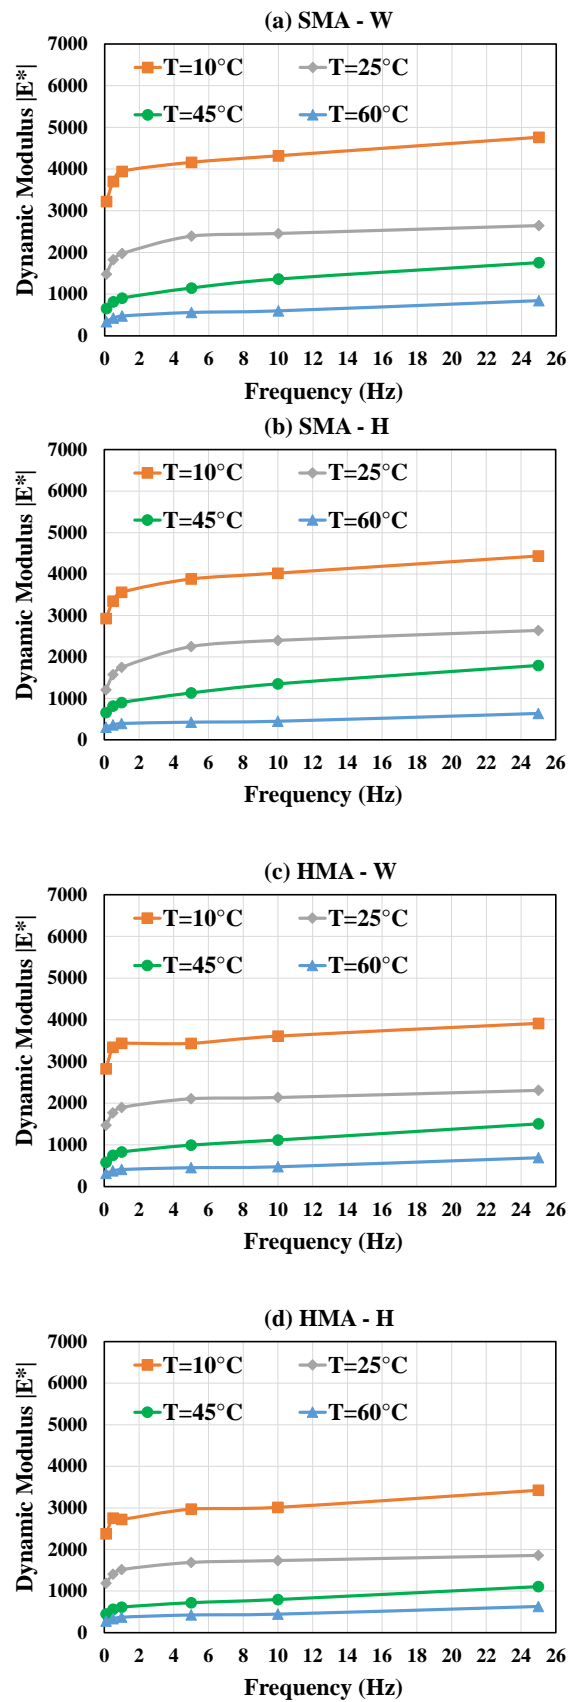 (a) SMA - W
Dynamic Modulus |E*|
7000
6000
5000
4000
3000
2000
1000
0
T=10°C T=25°C
T=45°C T=60°C
0 2 4 6 8 10 12 14 16 18 20 22 24 26
Frequency (Hz)
(b) SMA - H
Dynamic Modulus |E*|
7000
6000
5000
4000
3000
2000
1000
0
T=10°C T=25°C
T=45°C T=60°C
0 2 4 6 8 10 12 14 16 18 20 22 24 26
Frequency (Hz)
(c) HMA - W
Dynamic Modulus |E*|
7000
6000
5000
4000
3000
2000
1000
0
T=10°C T=25°C
T=45°C T=60°C
0 2 4 6 8 10 12 14 16 18 20 22 24 26
Frequency (Hz)
(d) HMA - H
Dynamic Modulus |E*|
7000
6000
5000
4000
3000
2000
1000
0
T=10°C T=25°C
T=45°C T=60°C
0 2 4 6 8 10 12 14 16 18 20 22 24 26
Frequency (Hz)